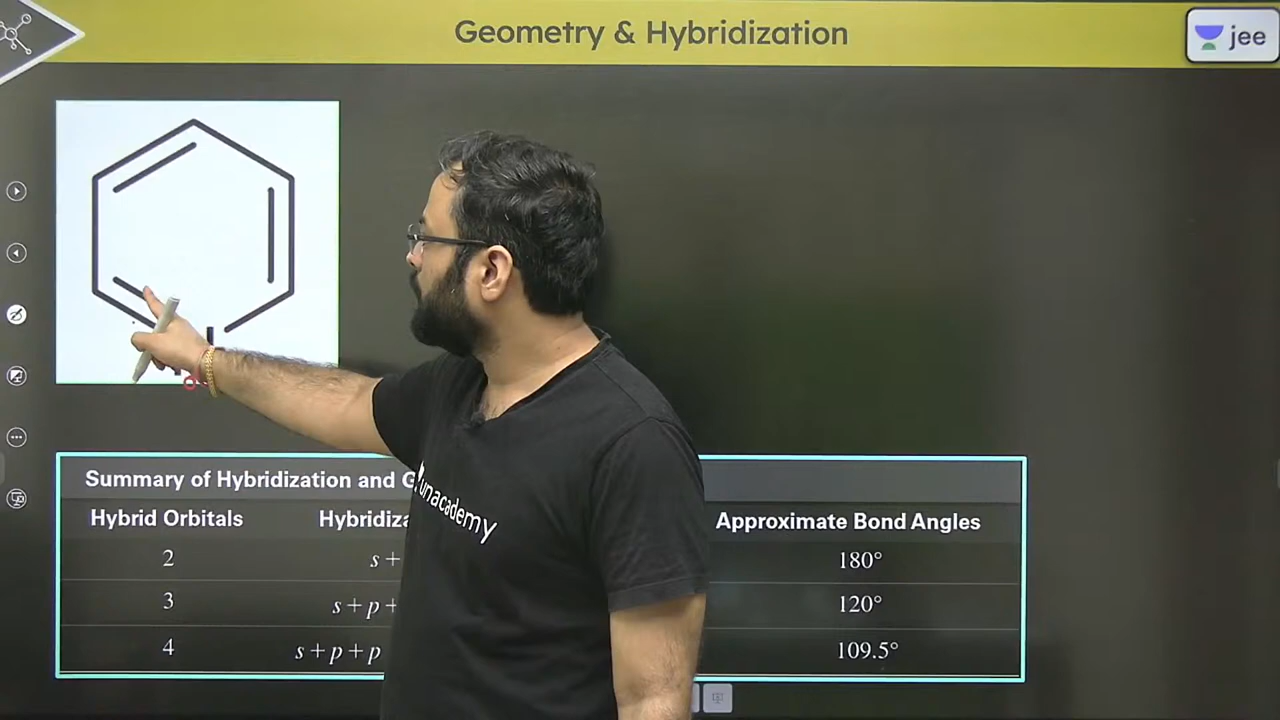 Geometry & Hybridization
jee
Summary of Hybridization and G
Hybrid Orbitals
Hybridiza
Approximate Bond Angles
2
s +
180°
3
s + p +
120°
4
s + p + p
109.5°
unacademy